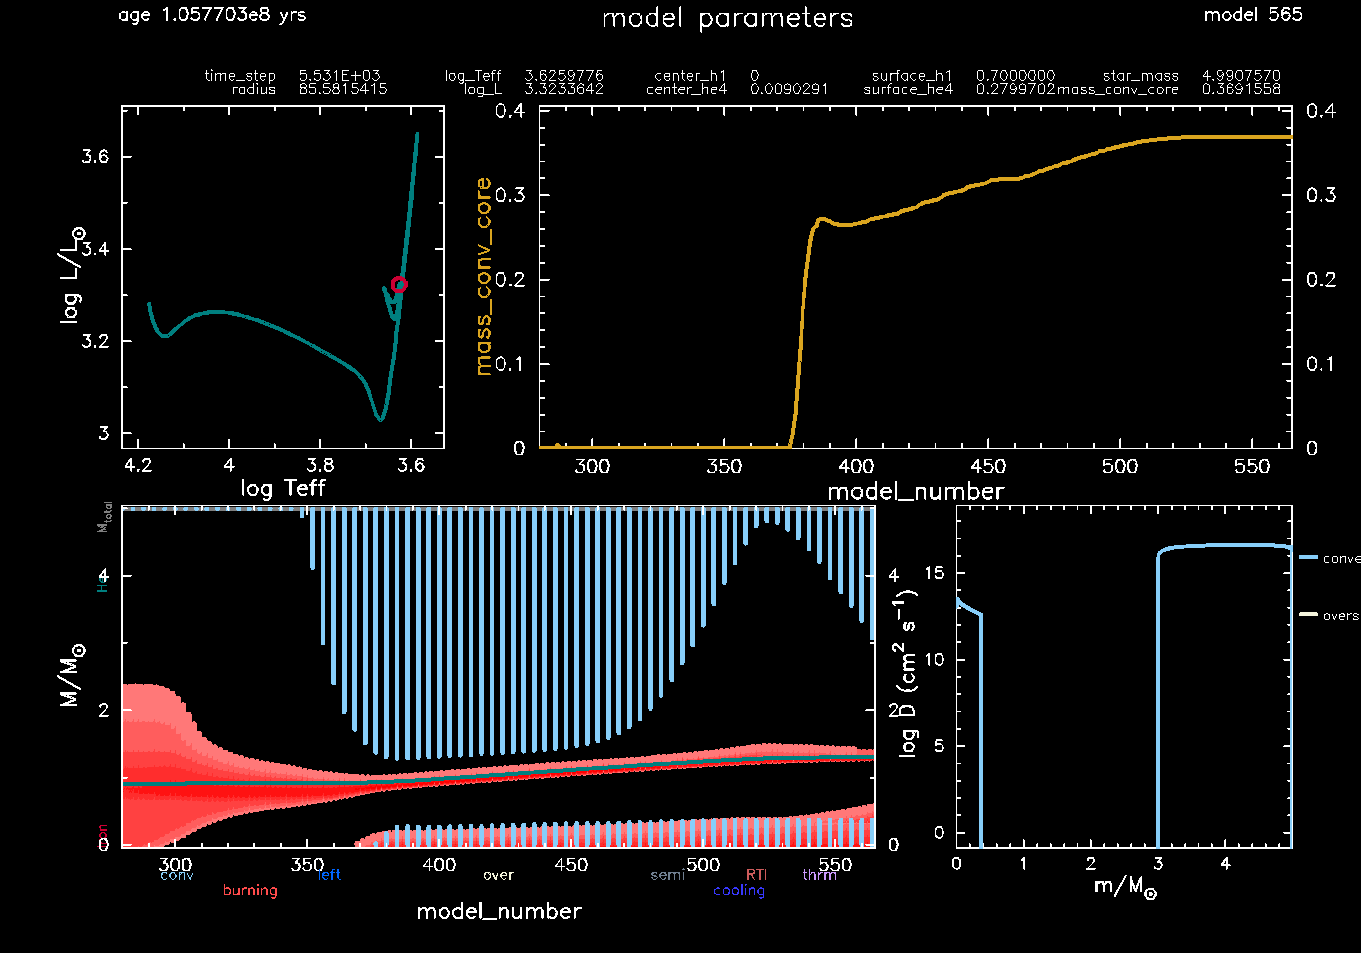 age 1.057703e8 yrs model parameters model 565
time_step 5.531E+03 log_Teff 3.6259776 center_h1 0 surface_h1 0.7000000 star_mass 4.9907570
radius 85.5815415 log_L 3.3233642 center_he4 0.0090291 surface_he4 0.2799702 mass_conv_core 0.3691558
log L/L⊙
3.6
3.4
3.2
3
4.2 4 3.8 3.6
log Teff
mass_conv_core
0.4 0.4
0.3 0.3
0.2 0.2
0.1 0.1
0 0
300 350 400 450 500 550
model_number
M/M⊙
M_total
He
4 4
2 2
0 0
300 350 400 450 500 550
conv left over semi RTI thrm
burning cooling
model_number
log D (cm² s⁻¹)
15
10
5
0
0 1 2 3 4
m/M⊙
conve
overs